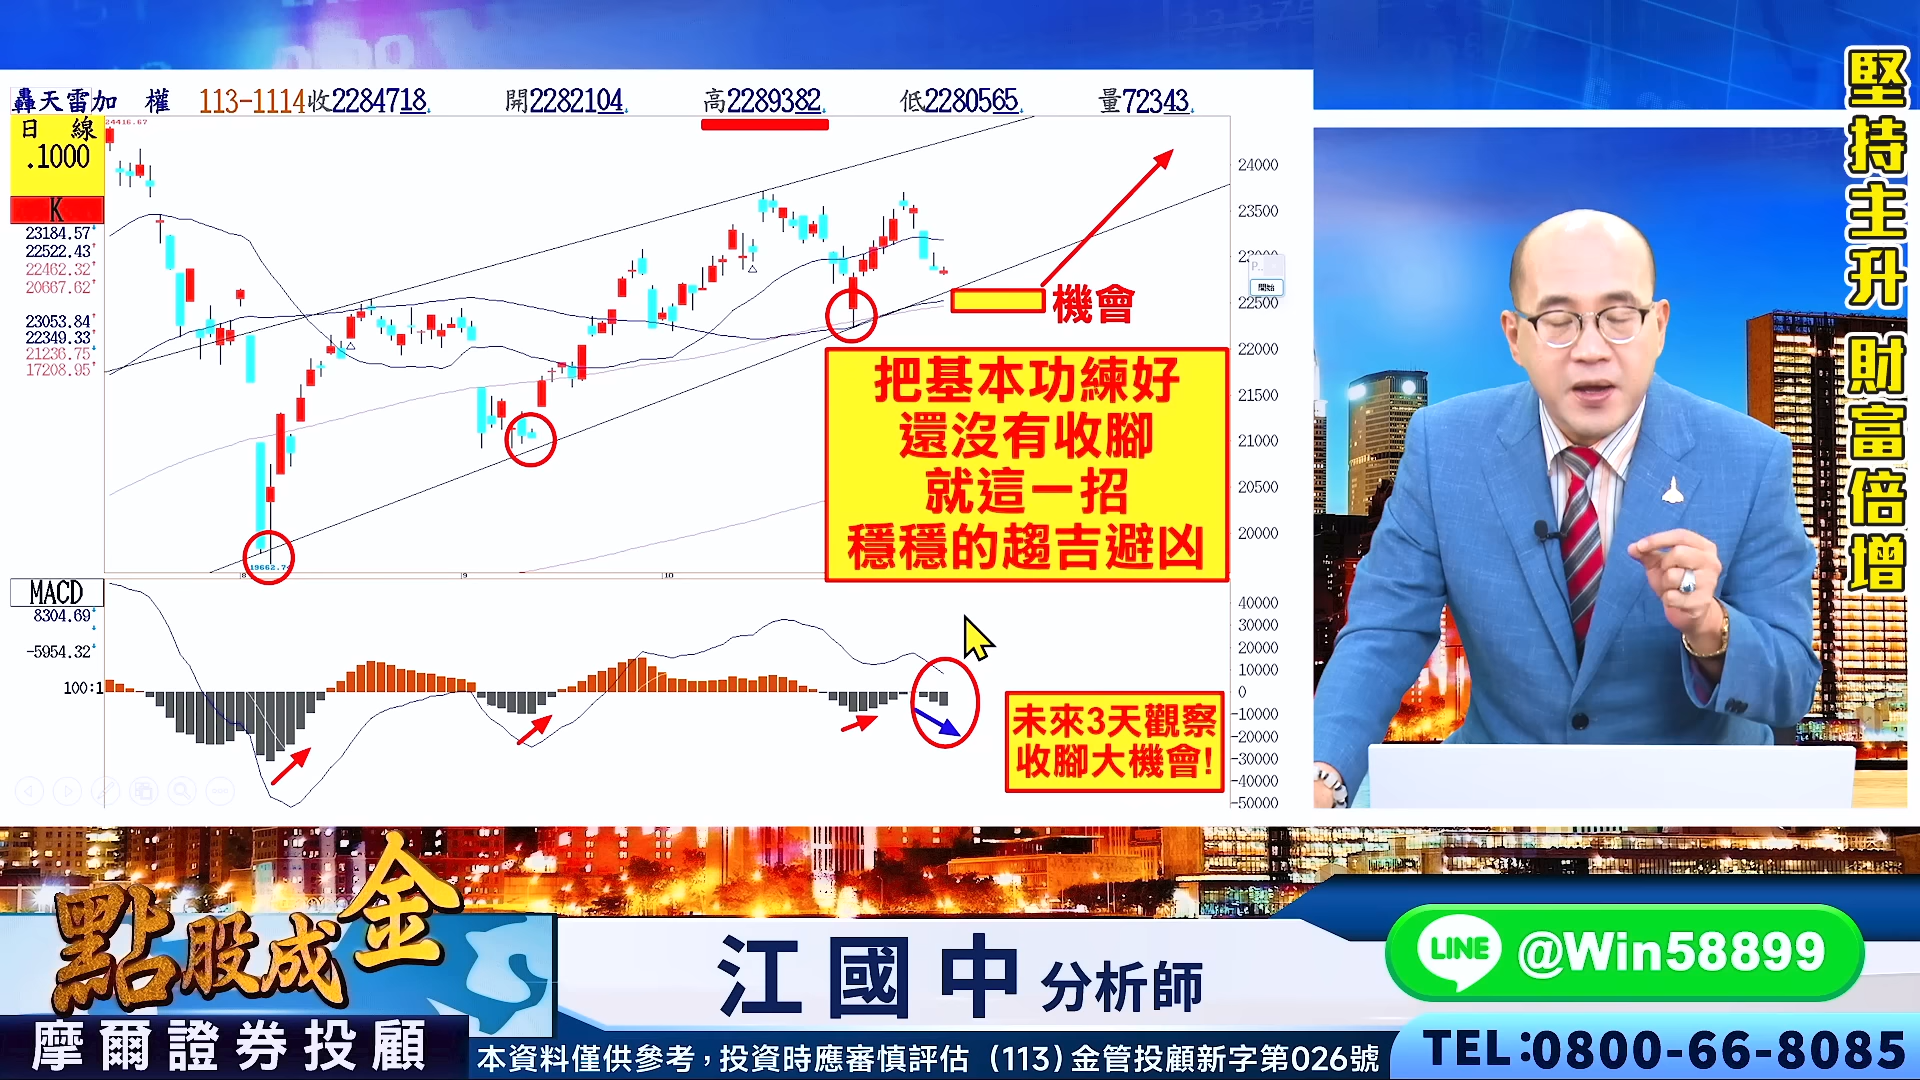 轟天雷加 權 113-1114收2284718 開2282104 高2289382 低2280565 量72343
日 線
.1000
K
23184.57
22522.43
22462.32
20667.62
23053.84
22349.33
21236.75
17208.95
24416.67
19662.74
24000
23500
22500
22000
21500
21000
20500
20000
開始
機會
把基本功練好
還沒有收腳
就這一招
穩穩的趨吉避凶
8
9
10
MACD
8304.69
-5954.32
100:1
40000
30000
20000
10000
0
-10000
-20000
-30000
-40000
-50000
未來3天觀察
收腳大機會!
堅持主升 財富倍增
點股成金
摩爾證券投顧
江國中 分析師
LINE @Win58899
本資料僅供參考,投資時應審慎評估 (113)金管投顧新字第026號
TEL:0800-66-8085